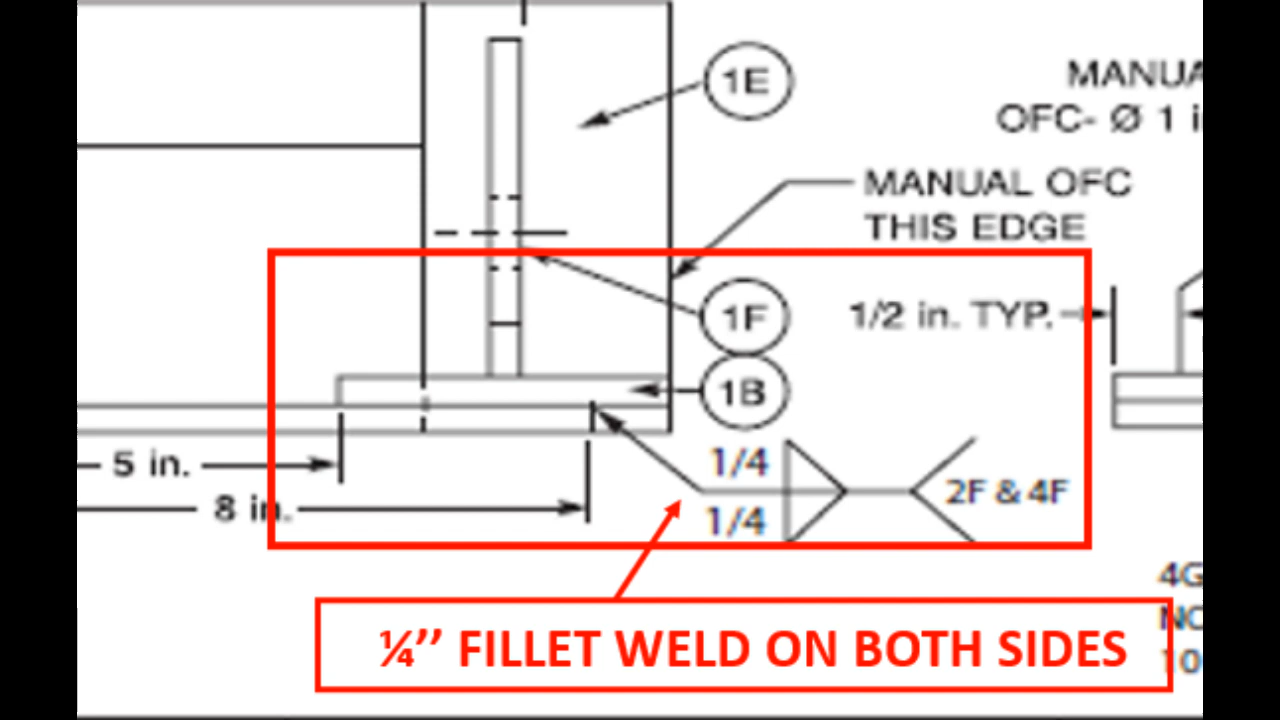 1E
MANUA
OFC- Ø 1 i
MANUAL OFC
THIS EDGE
1F
1/2 in. TYP.
1B
5 in.
1/4
2F & 4F
8 in.
1/4
4G
NO
10
¼’’ FILLET WELD ON BOTH SIDES